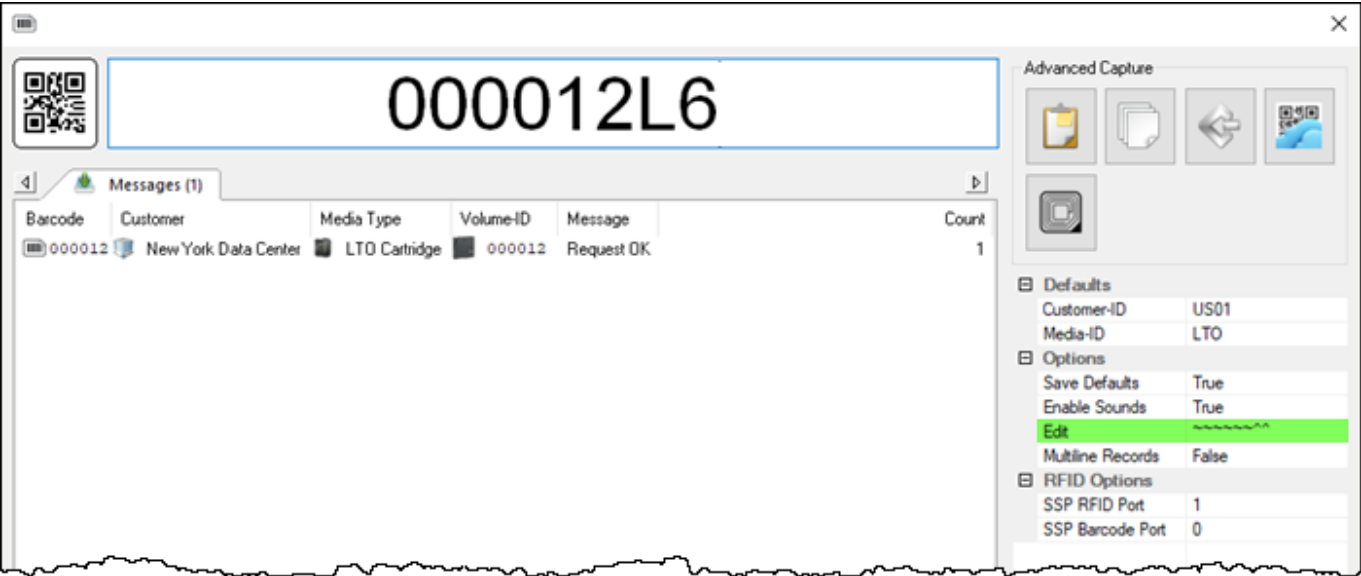 000012L6
Messages (1)
Barcode Customer Media Type Volume-ID Message Count
000012 New York Data Center LTO Cartridge 000012 Request OK 1
Advanced Capture
Defaults
Customer-ID US01
Media-ID LTO
Options
Save Defaults True
Enable Sounds True
Edit ~~~~~~^^
Multiline Records False
RFID Options
SSP RFID Port 1
SSP Barcode Port 0